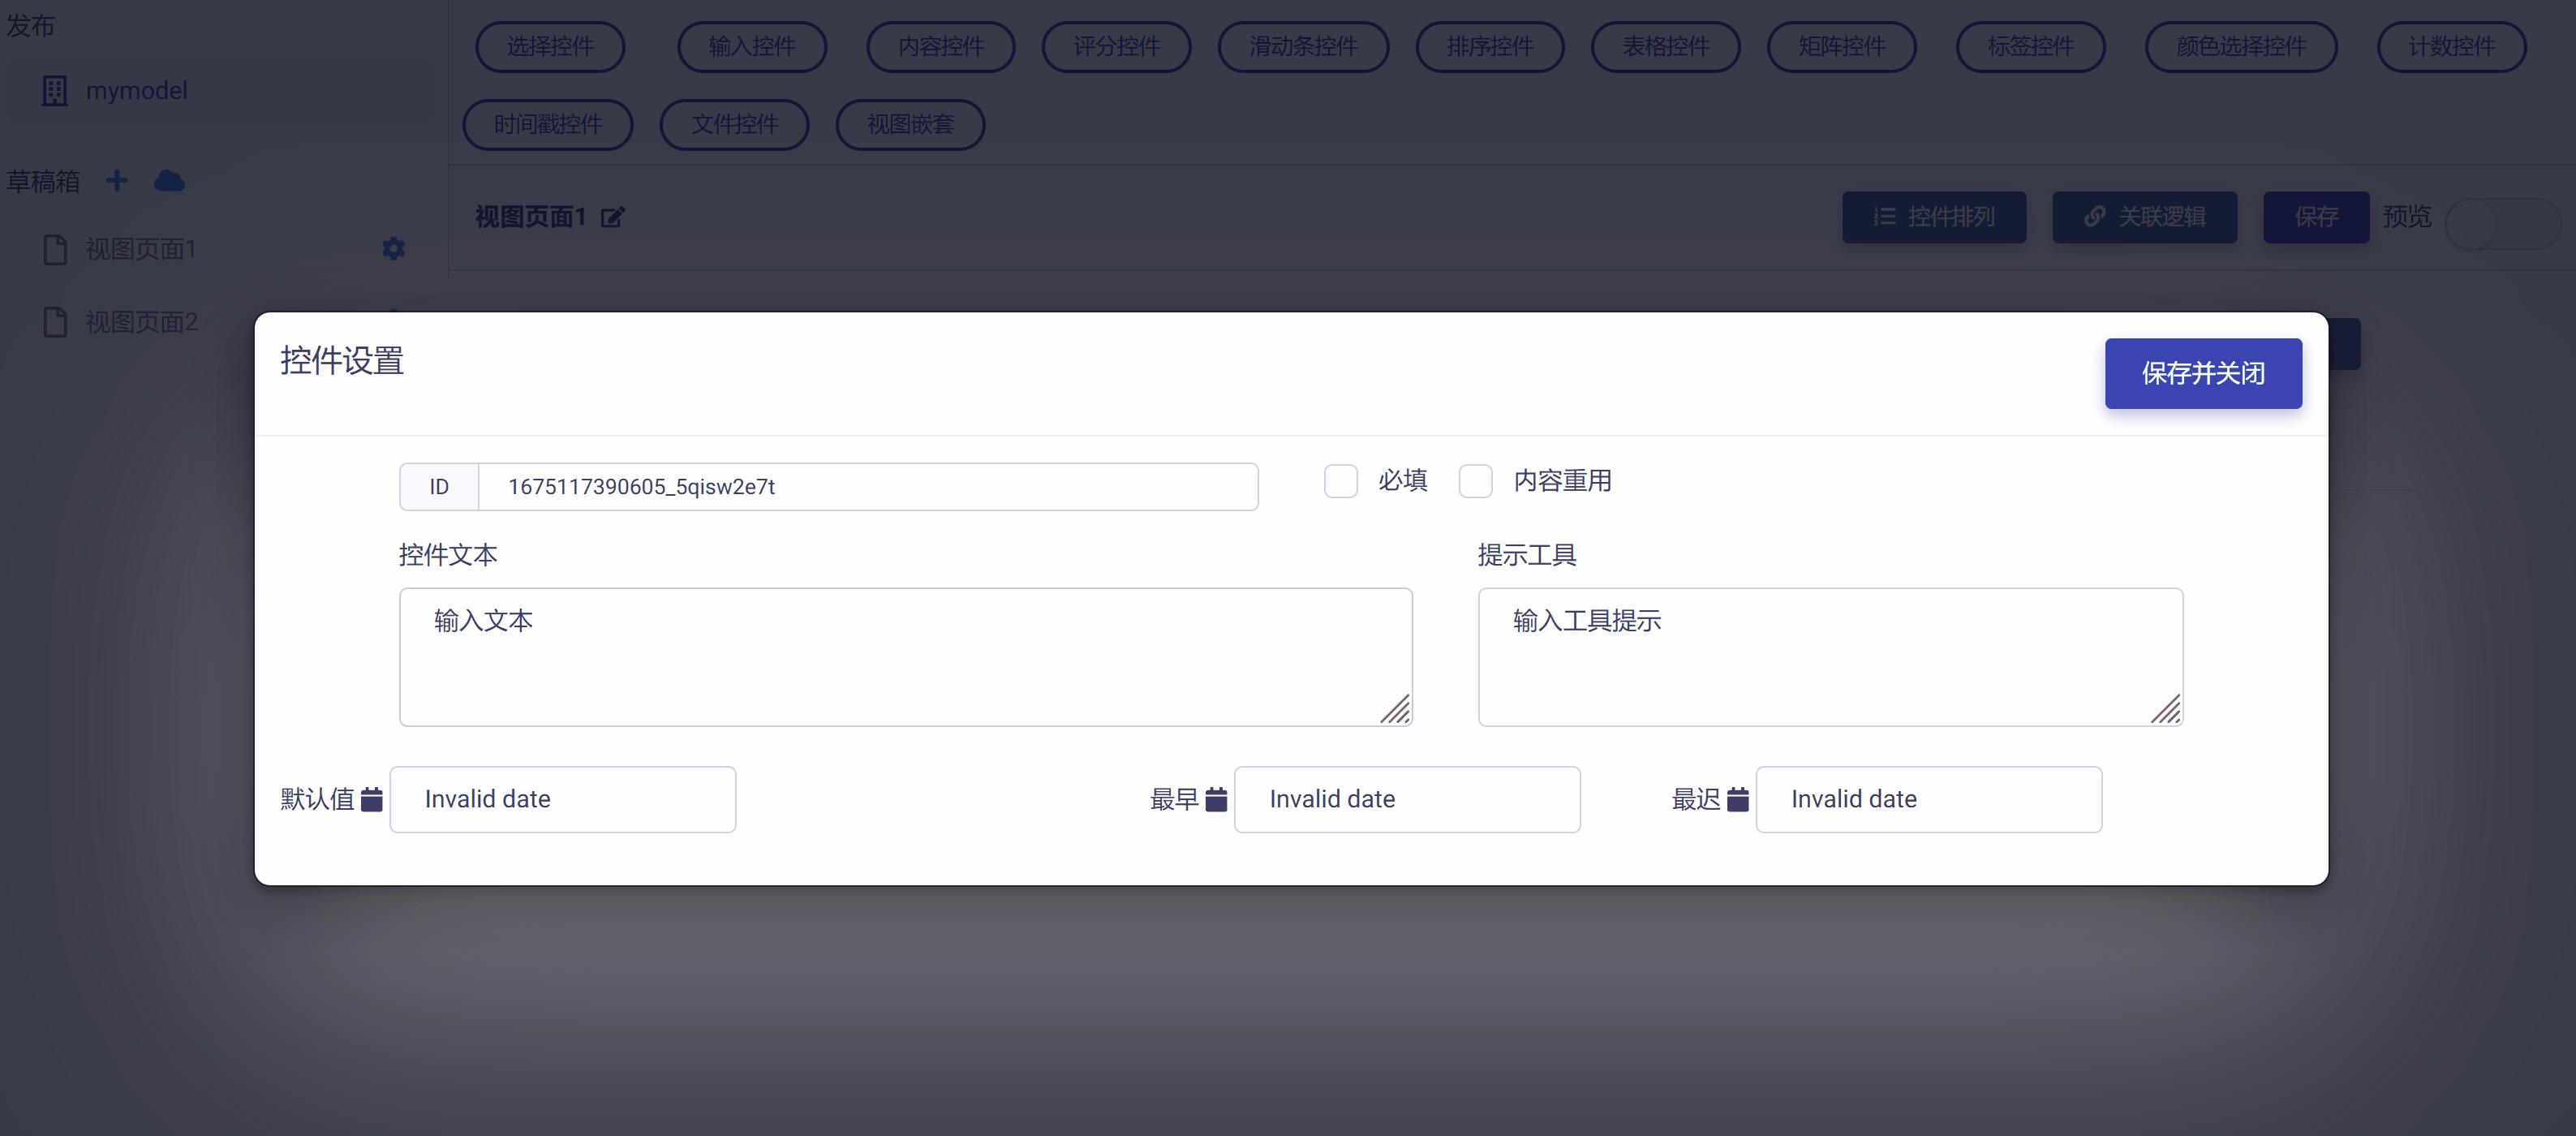 发布
mymodel
草稿箱
视图页面1
视图页面2
选择控件 输入控件 内容控件 评分控件 滑动条控件 排序控件 表格控件 矩阵控件 标签控件 颜色选择控件 计数控件
时间戳控件 文件控件 视图嵌套
视图页面1 控件排列 关联逻辑 保存 预览
控件设置 保存并关闭
ID 1675117390605_5qisw2e7t 必填 内容重用
控件文本 提示工具
输入文本 输入工具提示
默认值 Invalid date 最早 Invalid date 最迟 Invalid date